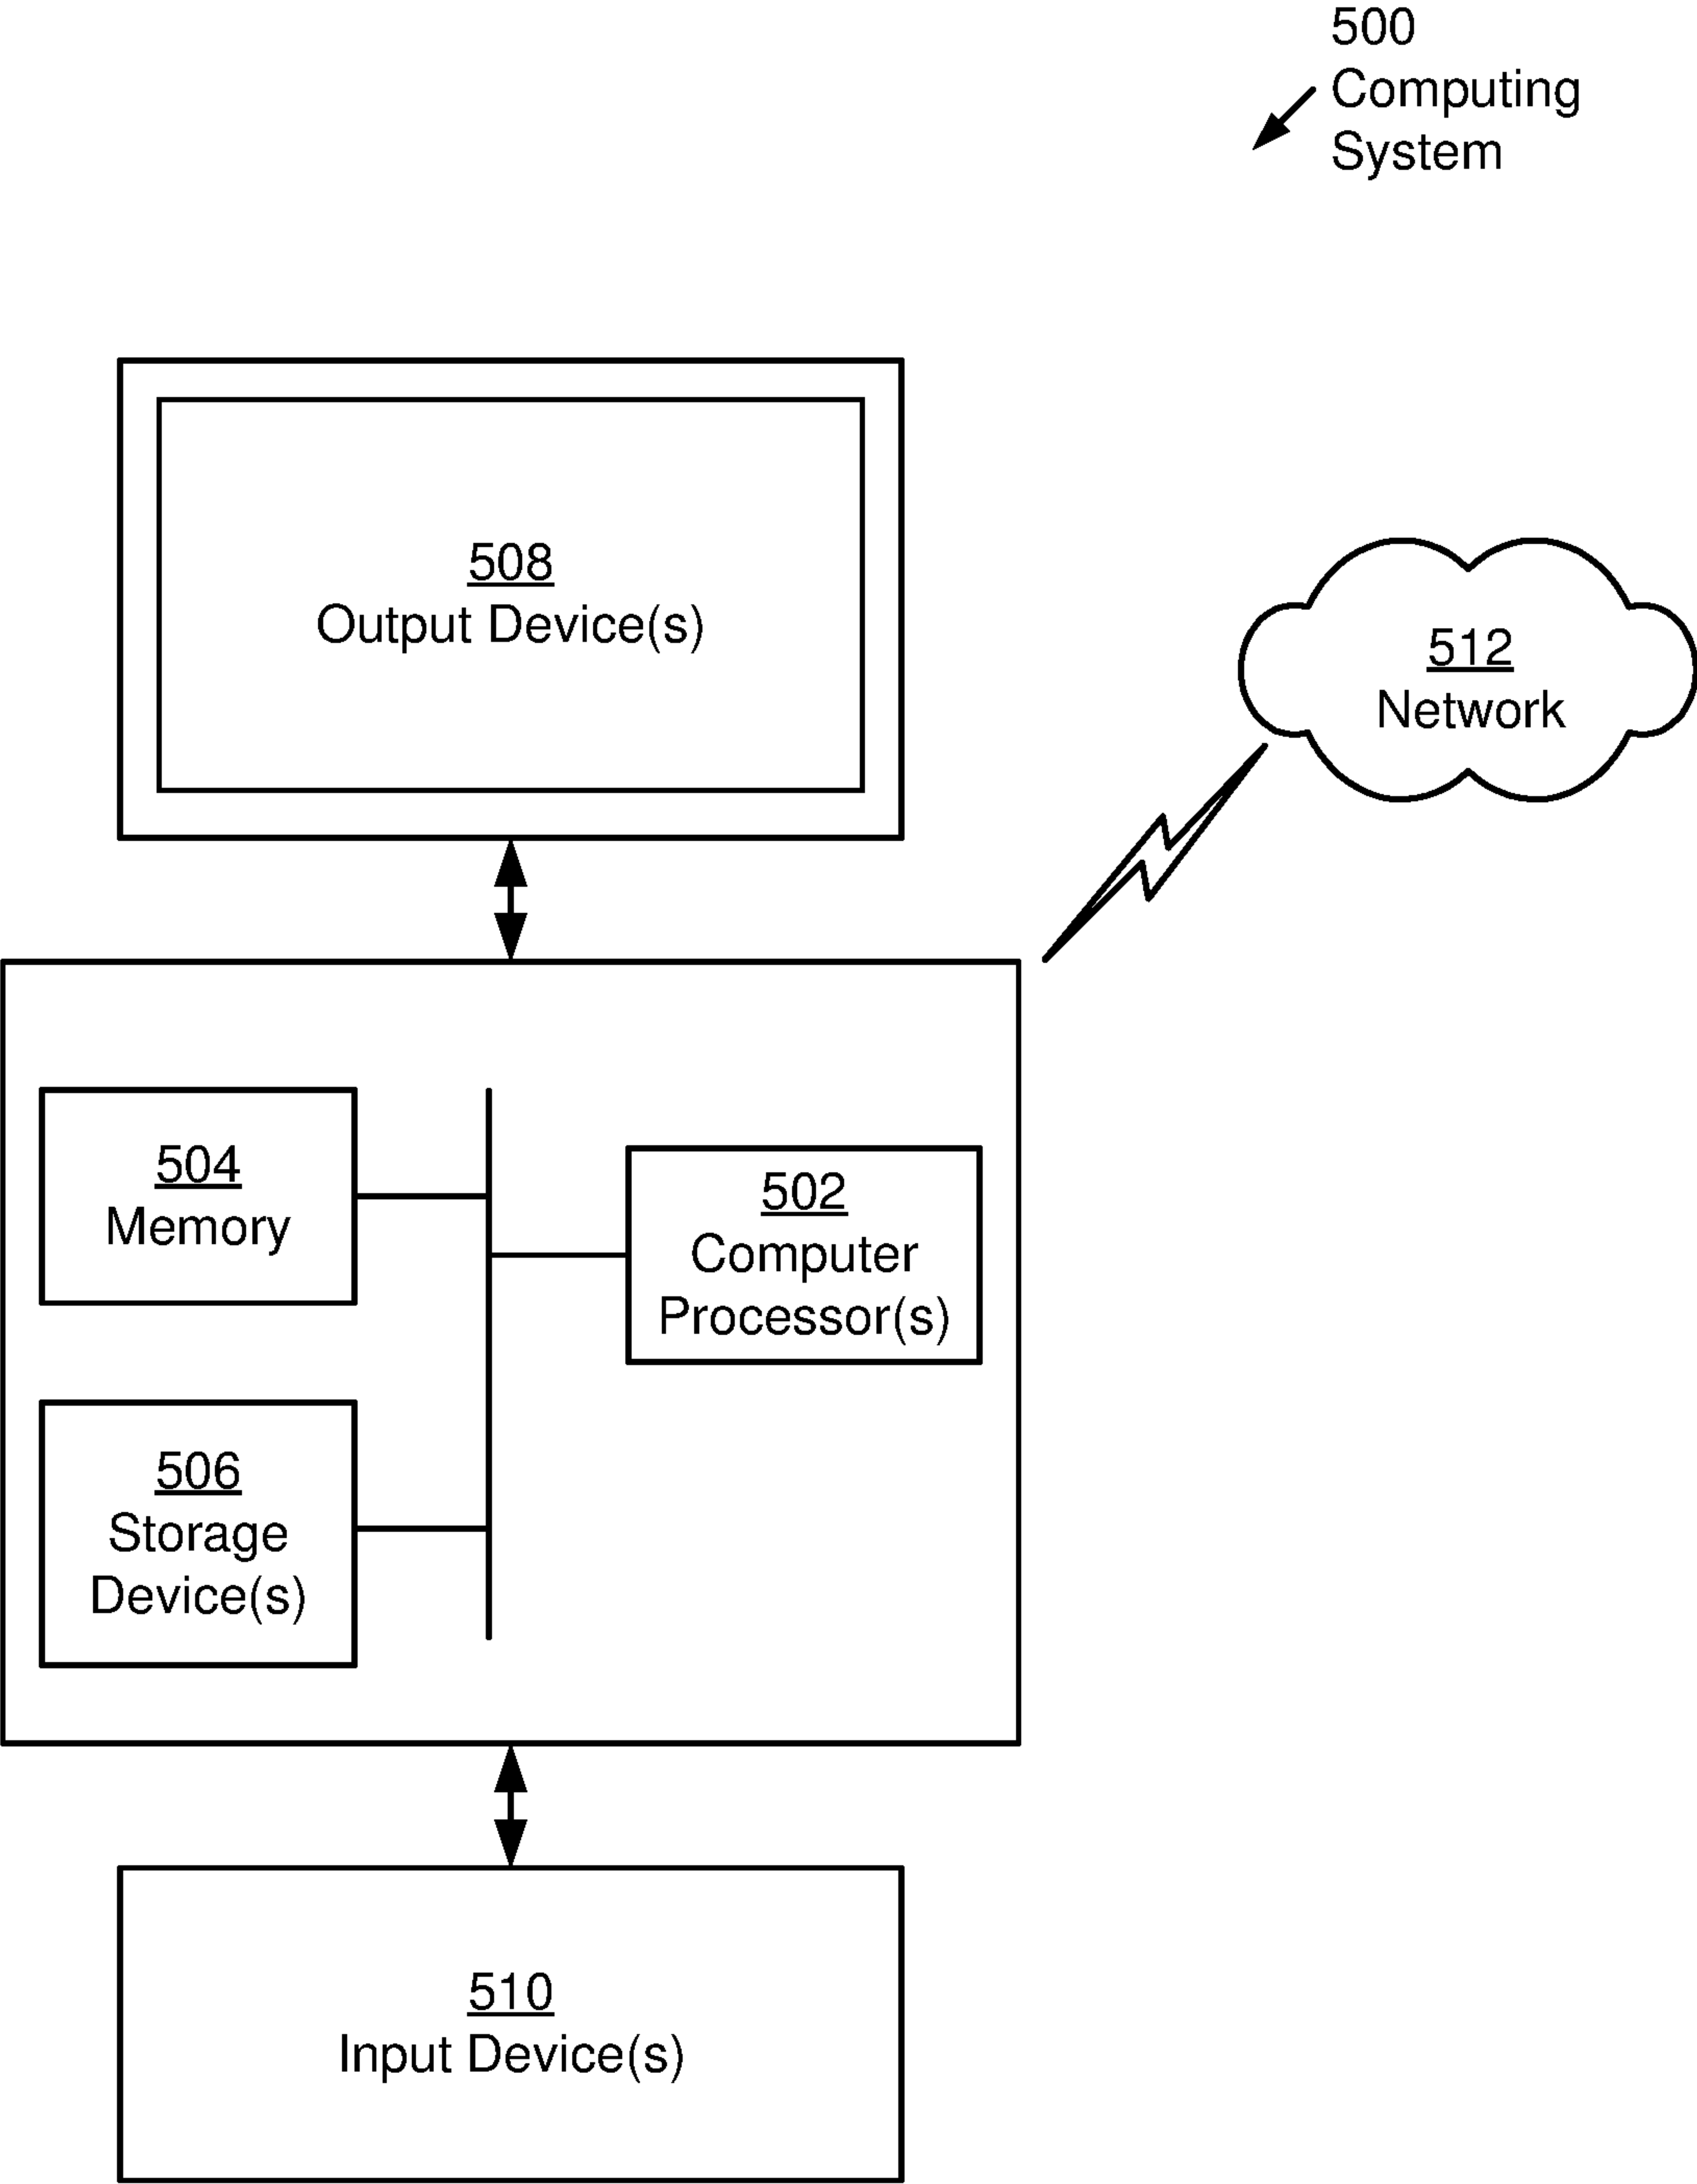 500
Computing
System
508
Output Device(s)
512
Network
504
Memory
502
Computer
Processor(s)
506
Storage
Device(s)
510
Input Device(s)